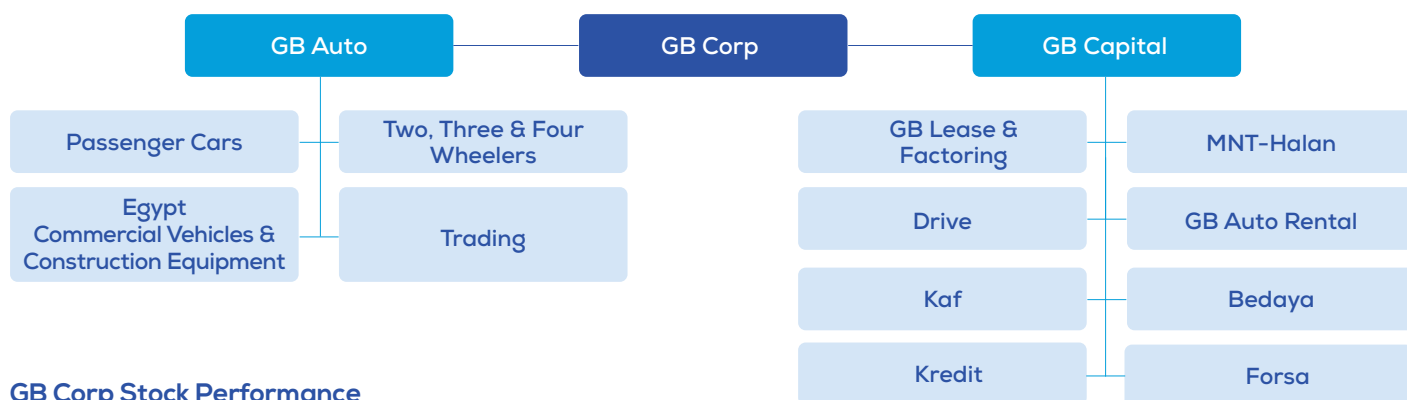 GB Auto
GB Corp
GB Capital
Passenger Cars
Two, Three & Four
Wheelers
Egypt
Commercial Vehicles &
Construction Equipment
Trading
GB Lease &
Factoring
MNT-Halan
Drive
GB Auto Rental
Kaf
Bedaya
Kredit
Forsa
GB Corp Stock Performance